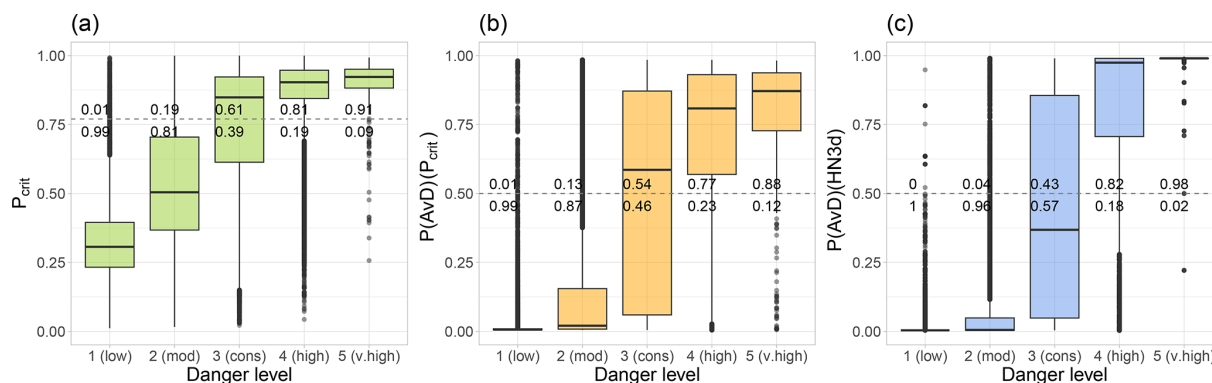 (a)
P_crit
1.00
0.75
0.50
0.25
0.00
0.01 0.19 0.61 0.81 0.91
0.99 0.81 0.39 0.19 0.09
1 (low) 2 (mod) 3 (cons) 4 (high) 5 (v.high)
Danger level
(b)
P(AvD)(P_crit)
1.00
0.75
0.50
0.25
0.00
0.01 0.13 0.54 0.77 0.88
0.99 0.87 0.46 0.23 0.12
1 (low) 2 (mod) 3 (cons) 4 (high) 5 (v.high)
Danger level
(c)
P(AvD)(HN3d)
1.00
0.75
0.50
0.25
0.00
0 0.04 0.43 0.82 0.98
1 0.96 0.57 0.18 0.02
1 (low) 2 (mod) 3 (cons) 4 (high) 5 (v.high)
Danger level